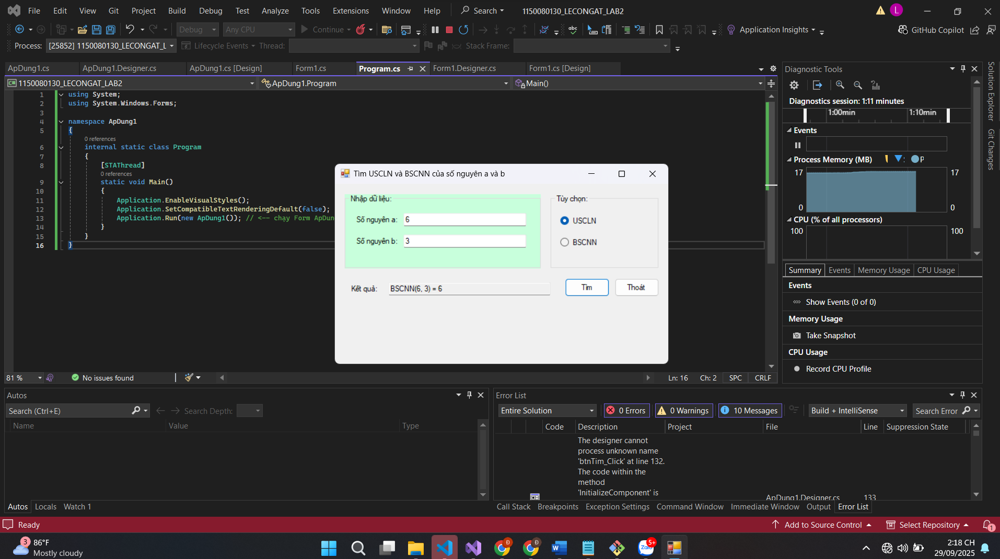 File Edit View Git Project Build Debug Test Analyze Tools Extensions Window Help Search 1150080130_LECONGAT_LAB2 L
Debug Any CPU Continue abc Application Insights GitHub Copilot
Process: [25852] 1150080130_LECONGAT_L Lifecycle Events Thread: Stack Frame:
ApDung1.cs ApDung1.Designer.cs ApDung1.cs [Design] Form1.cs Program.cs Form1.Designer.cs Form1.cs [Design]
C# 1150080130_LECONGAT_LAB2 ApDung1.Program Main()
1 using System;
2 using System.Windows.Forms;
3
4 namespace ApDung1
5 {
0 references
6 internal static class Program
7 {
8 [STAThread]
0 references
9 static void Main()
10 {
11 Application.EnableVisualStyles();
12 Application.SetCompatibleTextRenderingDefault(false);
13 Application.Run(new ApDung1()); // <-- chạy Form ApDun
14 }
15 }
16 }
81 % No issues found Ln: 16 Ch: 2 SPC CRLF
Tìm USCLN và BSCNN của số nguyên a và b
Nhập dữ liệu:
Số nguyên a: 6
Số nguyên b: 3
Tùy chọn:
USCLN
BSCNN
Kết quả: BSCNN(6, 3) = 6 Tìm Thoát
Diagnostic Tools
Diagnostics session: 1:11 minutes
1:00min 1:10min
Events
Process Memory (MB) P
17 17
0 0
CPU (% of all processors)
100 100
Summary Events Memory Usage CPU Usage
Events
Show Events (0 of 0)
Memory Usage
Take Snapshot
CPU Usage
Record CPU Profile
Solution Explorer
Git Changes
Autos
Search (Ctrl+E) Search Depth:
Name Value Type
Autos Locals Watch 1
Error List
Entire Solution 0 Errors 0 Warnings 10 Messages Build + IntelliSense Search Error
Code Description Project File Line Suppression State
The designer cannot
process unknown name
'btnTim_Click' at line 132.
The code within the
method
'InitializeComponent' is
ApDung1.Designer.cs 133
Call Stack Breakpoints Exception Settings Command Window Immediate Window Output Error List
Ready Add to Source Control Select Repository 1
3 86°F
Mostly cloudy
Đ Đ W Zalo 5+
2:18 CH
29/09/2025